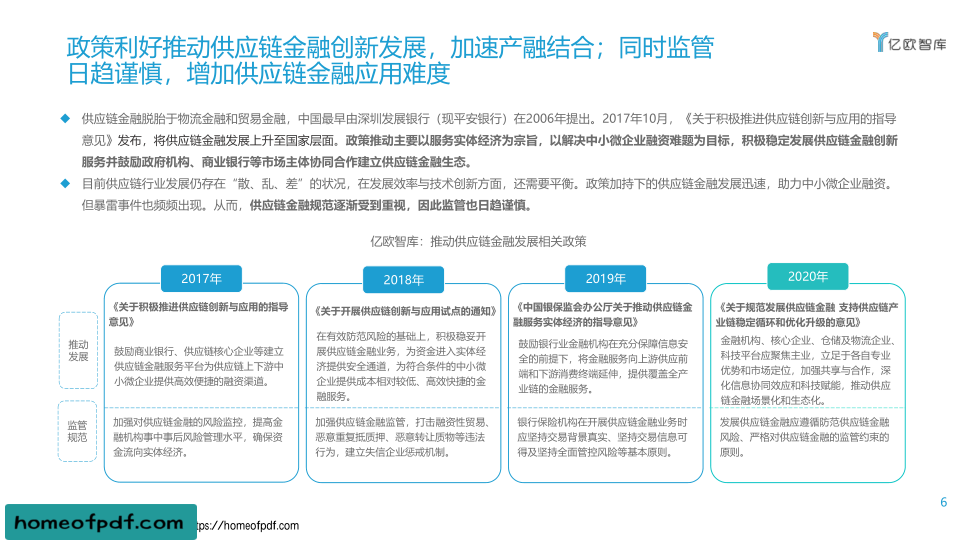 政策利好推动供应链金融创新发展，加速产融结合；同时监管
日趋谨慎，增加供应链金融应用难度
亿欧智库
供应链金融脱胎于物流金融和贸易金融，中国最早由深圳发展银行（现平安银行）在2006年提出。2017年10月，《关于积极推进供应链创新与应用的指导
意见》发布，将供应链金融发展上升至国家层面。政策推动主要以服务实体经济为宗旨，以解决中小微企业融资难题为目标，积极稳定发展供应链金融创新
服务并鼓励政府机构、商业银行等市场主体协同合作建立供应链金融生态。
目前供应链行业发展仍存在“散、乱、差”的状况，在发展效率与技术创新方面，还需要平衡。政策加持下的供应链金融发展迅速，助力中小微企业融资。
但暴雷事件也频频出现。从而，供应链金融规范逐渐受到重视，因此监管也日趋谨慎。
亿欧智库：推动供应链金融发展相关政策
推动
发展
监管
规范
2017年
《关于积极推进供应链创新与应用的指导
意见》
鼓励商业银行、供应链核心企业等建立
供应链金融服务平台为供应链上下游中
小微企业提供高效便捷的融资渠道。
加强对供应链金融的风险监控，提高金
融机构事中事后风险管理水平，确保资
金流向实体经济。
2018年
《关于开展供应链创新与应用试点的通知》
在有效防范风险的基础上，积极稳妥开
展供应链金融业务，为资金进入实体经
济提供安全通道，为符合条件的中小微
企业提供成本相对较低、高效快捷的金
融服务。
加强供应链金融监管，打击融资性贸易、
恶意重复抵质押、恶意转让质物等违法
行为，建立失信企业惩戒机制。
2019年
《中国银保监会办公厅关于推动供应链金
融服务实体经济的指导意见》
鼓励银行业金融机构在充分保障信息安
全的前提下，将金融服务向上游供应前
端和下游消费终端延伸，提供覆盖全产
业链的金融服务。
银行保险机构在开展供应链金融业务时
应坚持交易背景真实、坚持交易信息可
得及坚持全面管控风险等基本原则。
2020年
《关于规范发展供应链金融 支持供应链产
业链稳定循环和优化升级的意见》
金融机构、核心企业、仓储及物流企业、
科技平台应聚焦主业，立足于各自专业
优势和市场定位，加强共享与合作，深
化信息协同效应和科技赋能，推动供应
链金融场景化和生态化。
发展供应链金融应遵循防范供应链金融
风险、严格对供应链金融的监管约束的
原则。
6
homeofpdf.com
ttps://homeofpdf.com